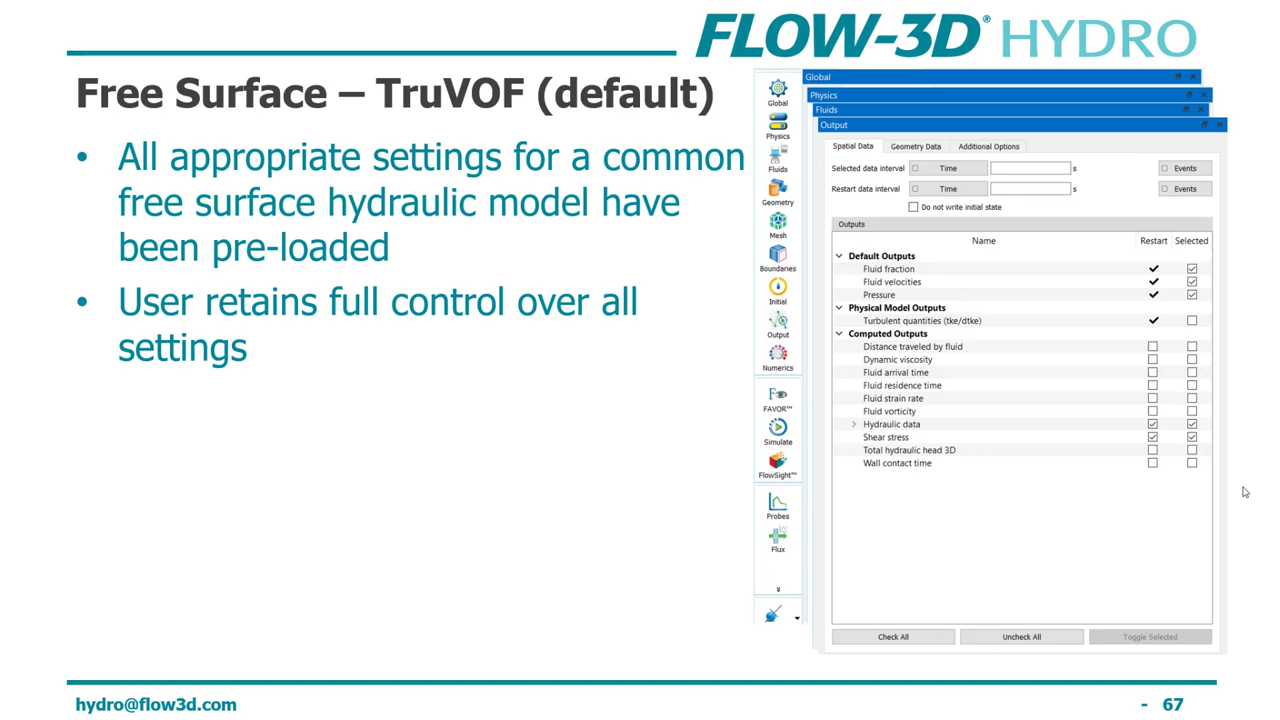 FLOW-3D® HYDRO
Free Surface – TruVOF (default)
• All appropriate settings for a common
free surface hydraulic model have
been pre-loaded
• User retains full control over all
settings
Global
Physics
Fluids
Geometry
Mesh
Boundaries
Initial
Output
Numerics
FAVOR™
Simulate
FlowSight™
Probes
Flux
Global
Physics
Fluids
Output
Spatial Data Geometry Data Additional Options
Selected data interval Time s Events
Restart data interval Time s Events
Do not write initial state
Outputs
Name Restart Selected
Default Outputs
Fluid fraction
Fluid velocities
Pressure
Physical Model Outputs
Turbulent quantities (tke/dtke)
Computed Outputs
Distance traveled by fluid
Dynamic viscosity
Fluid arrival time
Fluid residence time
Fluid strain rate
Fluid vorticity
Hydraulic data
Shear stress
Total hydraulic head 3D
Wall contact time
Check All Uncheck All Toggle Selected
hydro@flow3d.com
- 67